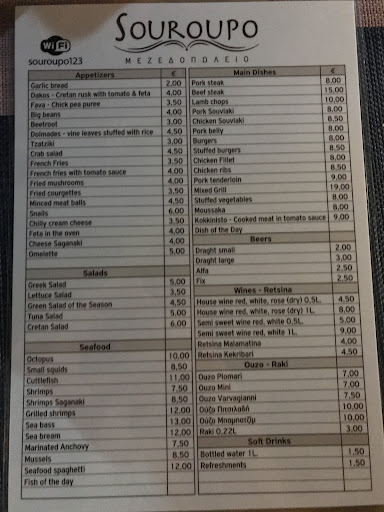 WiFi
souroupo123
SOUROUPO
ΜΕΖΕΔΟΠΩΛΕΙΟ
Appetizers €
Garlic bread 2,00
Dakos - Cretan rusk with tomato & feta 4,00
Fava - Chick pea puree 3,50
Big beans 4,00
Beetroot 3,00
Dolmades - vine leaves stuffed with rice 4,50
Tzatziki 3,00
Crab salad 4,50
French Fries 3,50
French fries with tomato sauce 4,00
Fried mushrooms 4,00
Fried courgettes 3,50
Minced meat balls 4,50
Snails 6,00
Chilly cream cheese 3,50
Feta in the oven 4,00
Cheese Saganaki 4,00
Omelette 5,00
Salads
Greek Salad 5,00
Lettuce Salad 3,50
Green Salad of the Season 4,50
Tuna Salad 5,00
Cretan Salad 6,00
Seafood
Octopus 10,00
Small squids 8,50
Cuttlefish 11,00
Shrimps 7,50
Shrimps Saganaki 8,50
Grilled shrimps 12,00
Sea bass 13,00
Sea bream 12,00
Marinated Anchovy 7,50
Mussels 8,50
Seafood spaghetti 12,00
Fish of the day
Main Dishes €
Pork steak 8,00
Beef steak 15,00
Lamb chops 10,00
Pork Souvlaki 8,00
Chicken Souvlaki 8,50
Pork belly 8,00
Burgers 8,00
Stuffed burgers 8,50
Chicken Fillet 8,00
Chicken ribs 8,50
Pork tenderloin 9,00
Mixed Grill 19,00
Stuffed vegetables 8,00
Moussaka 8,00
Kokkinisto - Cooked meat in tomato sauce 9,00
Dish of the Day
Beers
Draght small 2,00
Draght large 3,00
Alfa 2,50
Fix 2,50
Wines - Retsina
House wine red, white, rose (dry) 0,5L. 4,50
House wine red, white, rose (dry) 1L. 8,00
Semi sweet wine red, white 0,5L. 5,00
Semi sweet wine red, white 1L. 9,00
Retsina Malamatina 4,00
Retsina Kekribari 4,50
Ouzo - Raki
Ouzo Plomari 7,00
Ouzo Mini 7,00
Ouzo Varvagianni 7,00
Ούζο Πιτσιλαδή 10,00
Ούζο Μπαμπατζίμ 10,00
Raki 0.22L 3,00
Soft Drinks
Bottled water 1L 1,50
Refreshments 1,50